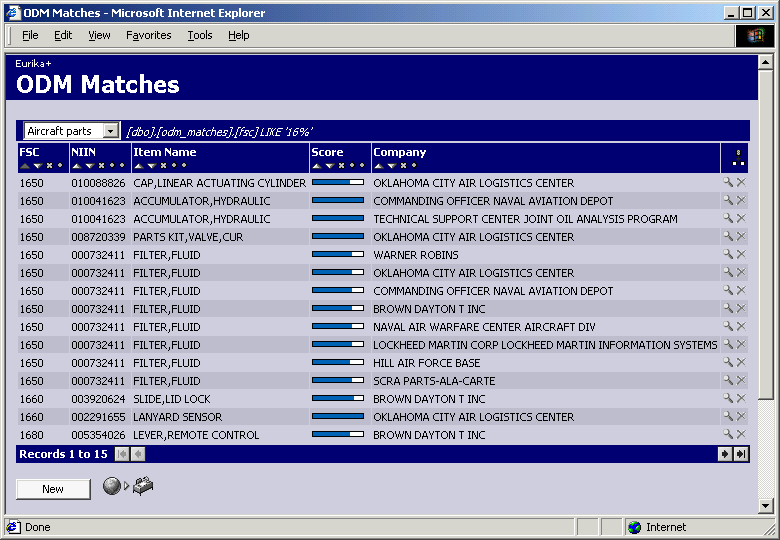 ODM Matches - Microsoft Internet Explorer
File Edit View Favorites Tools Help
Eurika+
ODM Matches
Aircraft parts [dbo].[odm_matches].[fsc] LIKE '16%'
FSC NIIN Item Name Score Company
1650 010088826 CAP,LINEAR ACTUATING CYLINDER OKLAHOMA CITY AIR LOGISTICS CENTER
1650 010041623 ACCUMULATOR,HYDRAULIC COMMANDING OFFICER NAVAL AVIATION DEPOT
1650 010041623 ACCUMULATOR,HYDRAULIC TECHNICAL SUPPORT CENTER JOINT OIL ANALYSIS PROGRAM
1650 008720339 PARTS KIT,VALVE,CUR OKLAHOMA CITY AIR LOGISTICS CENTER
1650 000732411 FILTER,FLUID WARNER ROBINS
1650 000732411 FILTER,FLUID OKLAHOMA CITY AIR LOGISTICS CENTER
1650 000732411 FILTER,FLUID COMMANDING OFFICER NAVAL AVIATION DEPOT
1650 000732411 FILTER,FLUID BROWN DAYTON T INC
1650 000732411 FILTER,FLUID NAVAL AIR WARFARE CENTER AIRCRAFT DIV
1650 000732411 FILTER,FLUID LOCKHEED MARTIN CORP LOCKHEED MARTIN INFORMATION SYSTEMS
1650 000732411 FILTER,FLUID HILL AIR FORCE BASE
1650 000732411 FILTER,FLUID SCRA PARTS-ALA-CARTE
1660 003920624 SLIDE,LID LOCK BROWN DAYTON T INC
1660 002291655 LANYARD SENSOR OKLAHOMA CITY AIR LOGISTICS CENTER
1680 005354026 LEVER,REMOTE CONTROL BROWN DAYTON T INC
Records 1 to 15
New
Done Internet